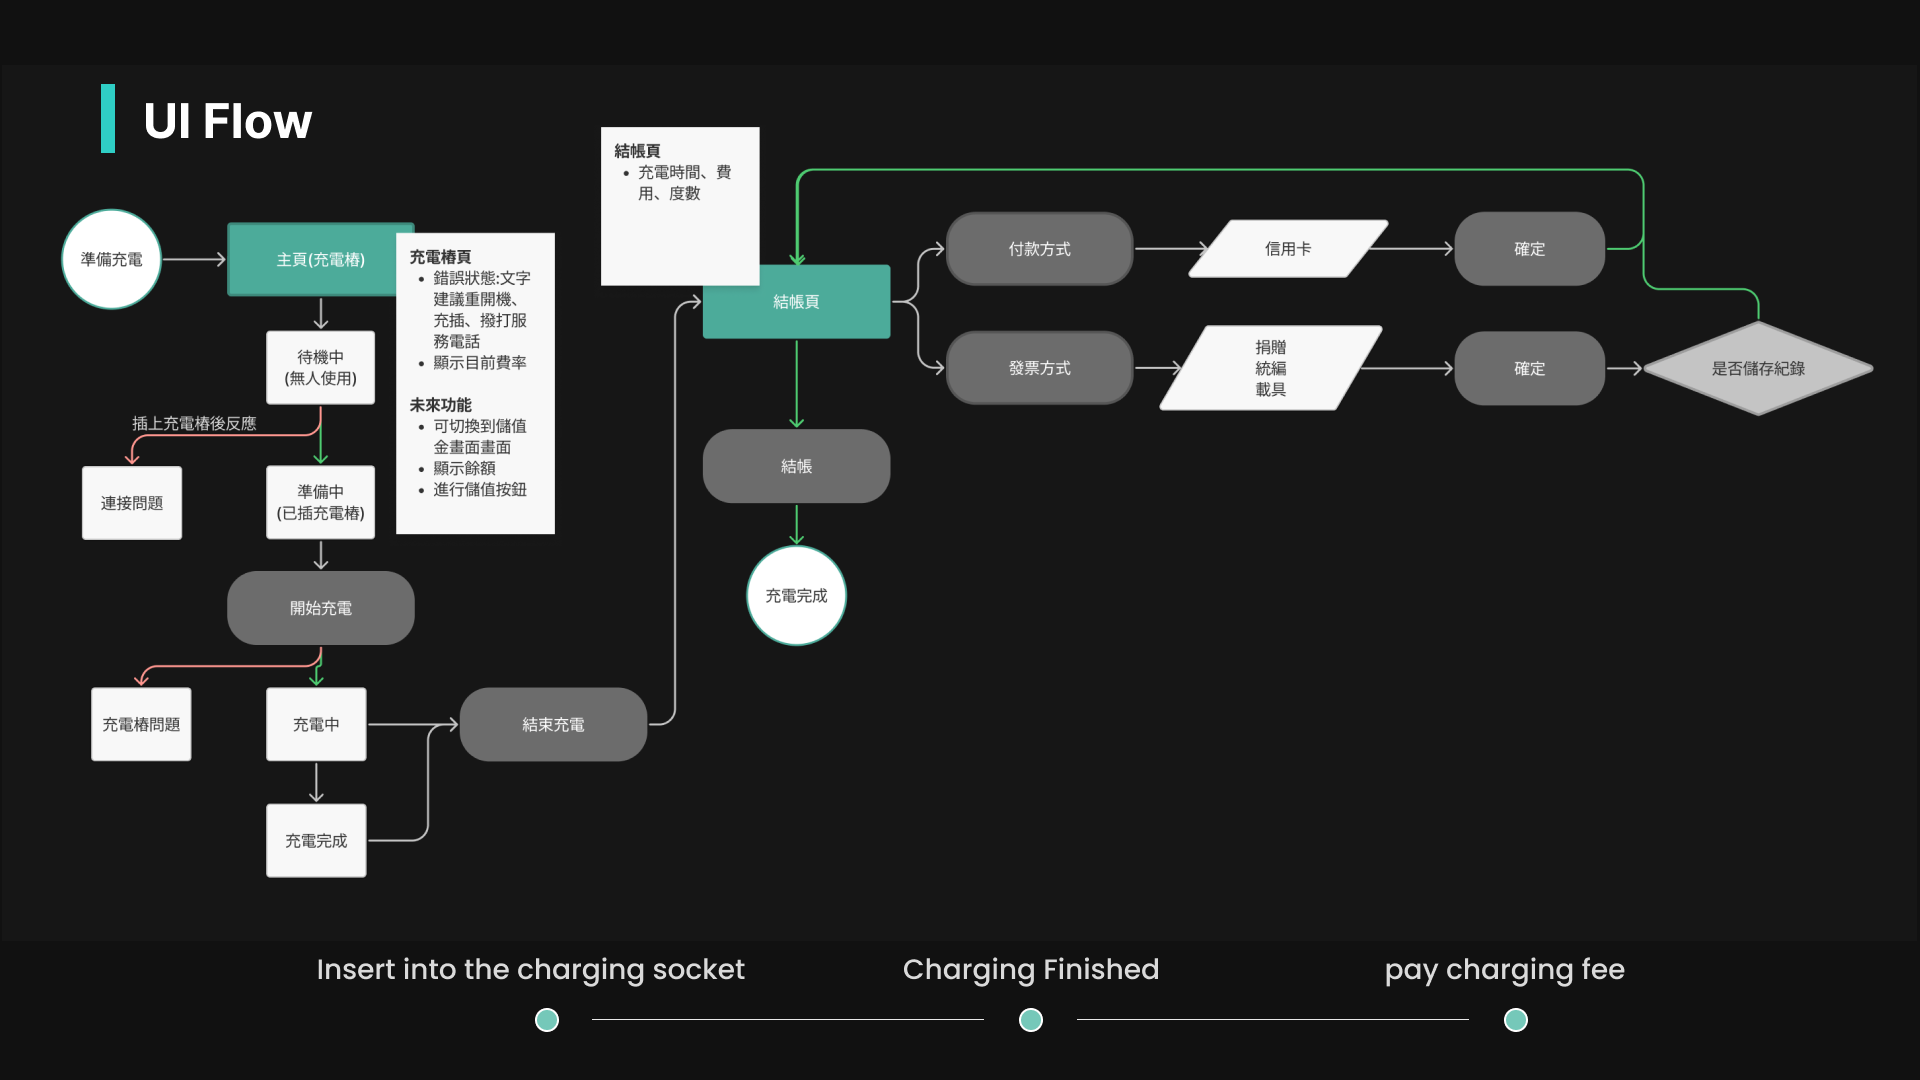 UI Flow
準備充電
主頁(充電樁)
待機中
(無人使用)
插上充電樁後反應
連接問題
準備中
(已插充電樁)
開始充電
充電樁問題
充電中
充電完成
結束充電
充電樁頁
• 錯誤狀態:文字
建議重開機、
充插、撥打服
務電話
• 顯示目前費率
未來功能
• 可切換到儲值
金畫面畫面
• 顯示餘額
• 進行儲值按鈕
結帳頁
• 充電時間、費
用、度數
結帳頁
結帳
充電完成
付款方式
信用卡
確定
發票方式
捐贈
統編
載具
確定
是否儲存紀錄
Insert into the charging socket
Charging Finished
pay charging fee